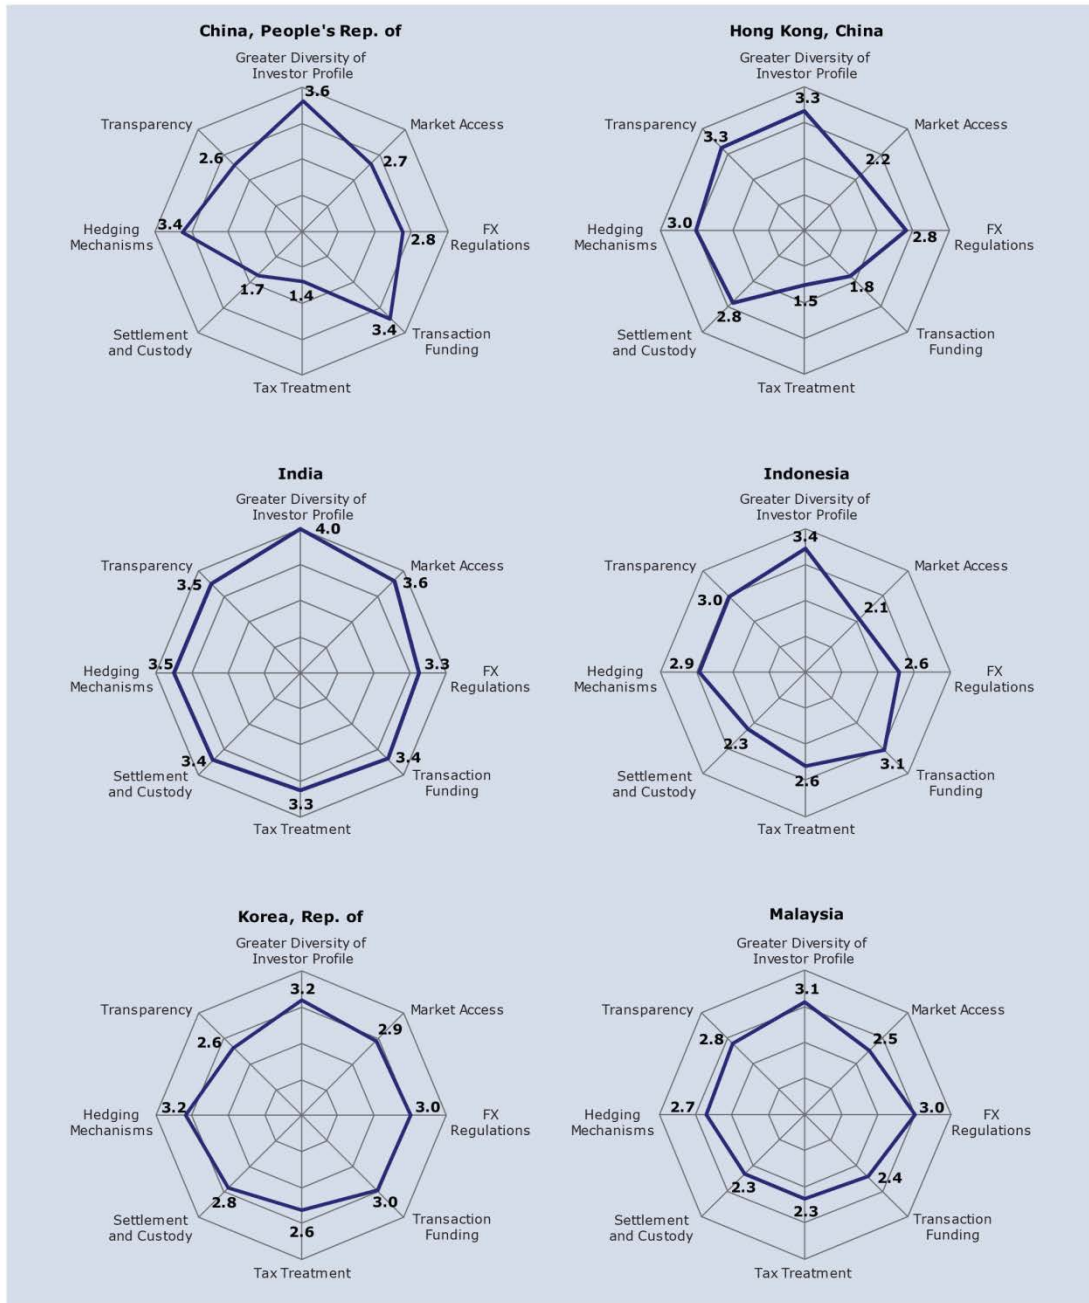 China, People's Rep. of
Greater Diversity of
Investor Profile
3.6
Transparency
Market Access
2.6
2.7
3.4
Hedging
Mechanisms
FX
Regulations
2.8
1.7
1.4
3.4
Settlement
and Custody
Transaction
Funding
Tax Treatment
Hong Kong, China
Greater Diversity of
Investor Profile
3.3
Transparency
Market Access
3.3
2.2
3.0
Hedging
Mechanisms
FX
Regulations
2.8
1.8
1.5
2.8
Settlement
and Custody
Transaction
Funding
Tax Treatment
India
Greater Diversity of
Investor Profile
4.0
Transparency
Market Access
3.5
3.6
3.5
3.3
Hedging
Mechanisms
FX
Regulations
3.4
3.4
Settlement
and Custody
Transaction
Funding
3.3
Tax Treatment
Indonesia
Greater Diversity of
Investor Profile
3.4
Transparency
Market Access
3.0
2.1
2.9
2.6
Hedging
Mechanisms
FX
Regulations
2.3
3.1
Settlement
and Custody
Transaction
Funding
2.6
Tax Treatment
Korea, Rep. of
Greater Diversity of
Investor Profile
3.2
Transparency
Market Access
2.6
2.9
3.2
3.0
Hedging
Mechanisms
FX
Regulations
2.8
3.0
Settlement
and Custody
Transaction
Funding
2.6
Tax Treatment
Malaysia
Greater Diversity of
Investor Profile
3.1
Transparency
Market Access
2.8
2.5
2.7
3.0
Hedging
Mechanisms
FX
Regulations
2.3
2.4
Settlement
and Custody
Transaction
Funding
2.3
Tax Treatment